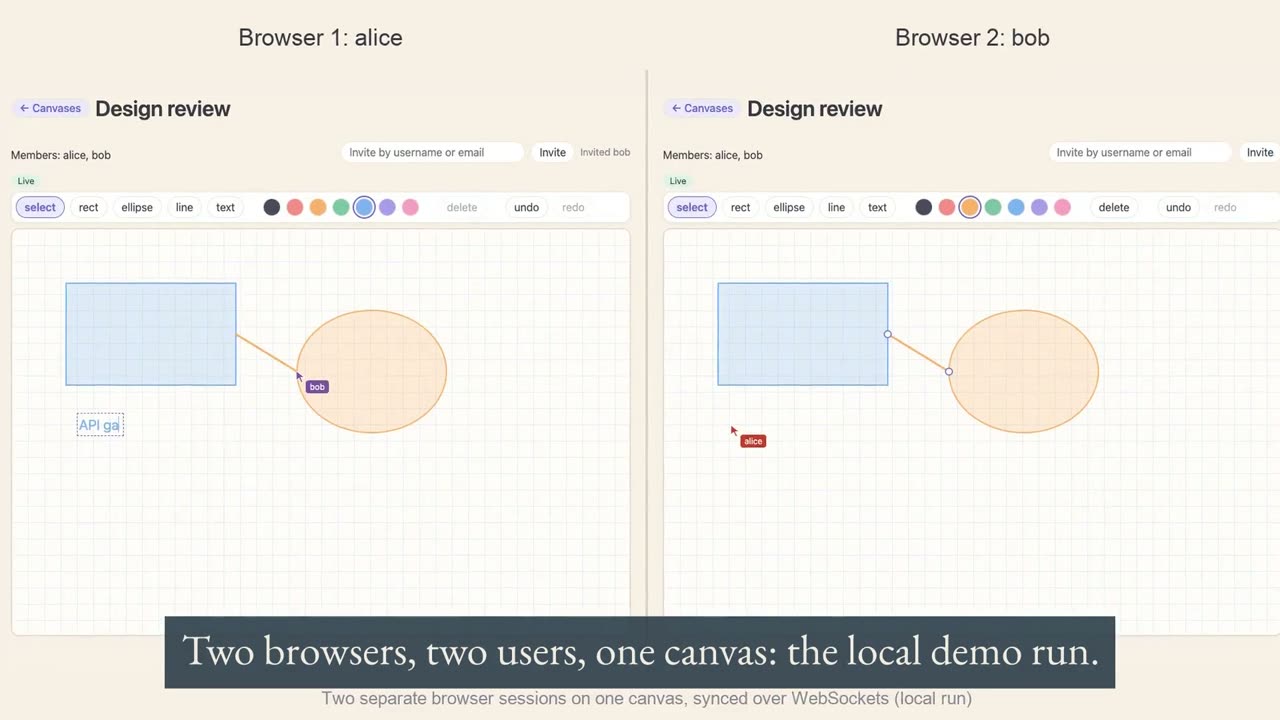 Browser 1: alice
Browser 2: bob
← Canvases Design review
Members: alice, bob
Invite by username or email Invite Invited bob
Live
select rect ellipse line text delete undo redo
bob
API ga
← Canvases Design review
Members: alice, bob
Invite by username or email Invite
Live
select rect ellipse line text delete undo redo
alice
Two browsers, two users, one canvas: the local demo run.
Two separate browser sessions on one canvas, synced over WebSockets (local run)